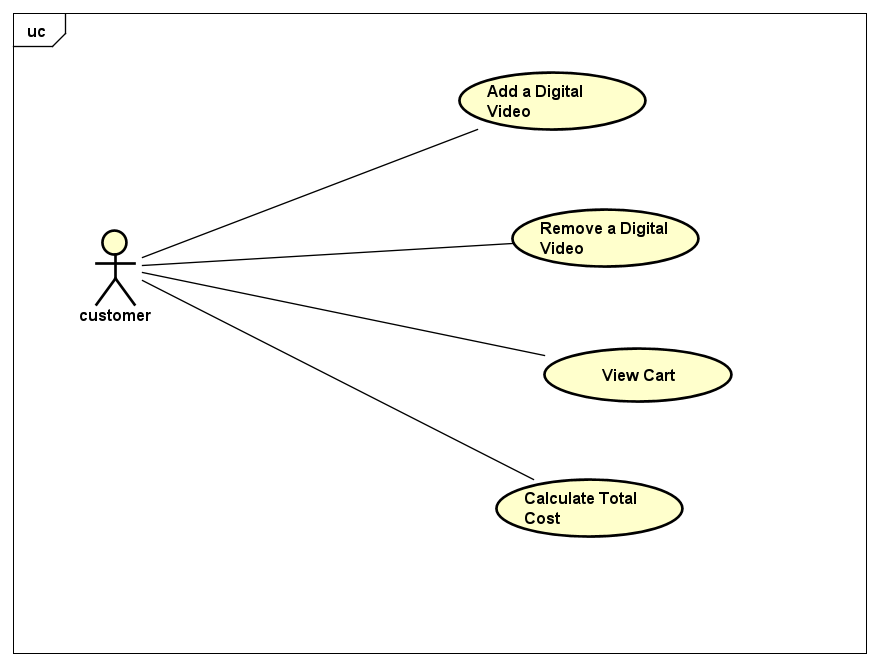 uc
Add a Digital
Video
Remove a Digital
Video
customer
View Cart
Calculate Total
Cost